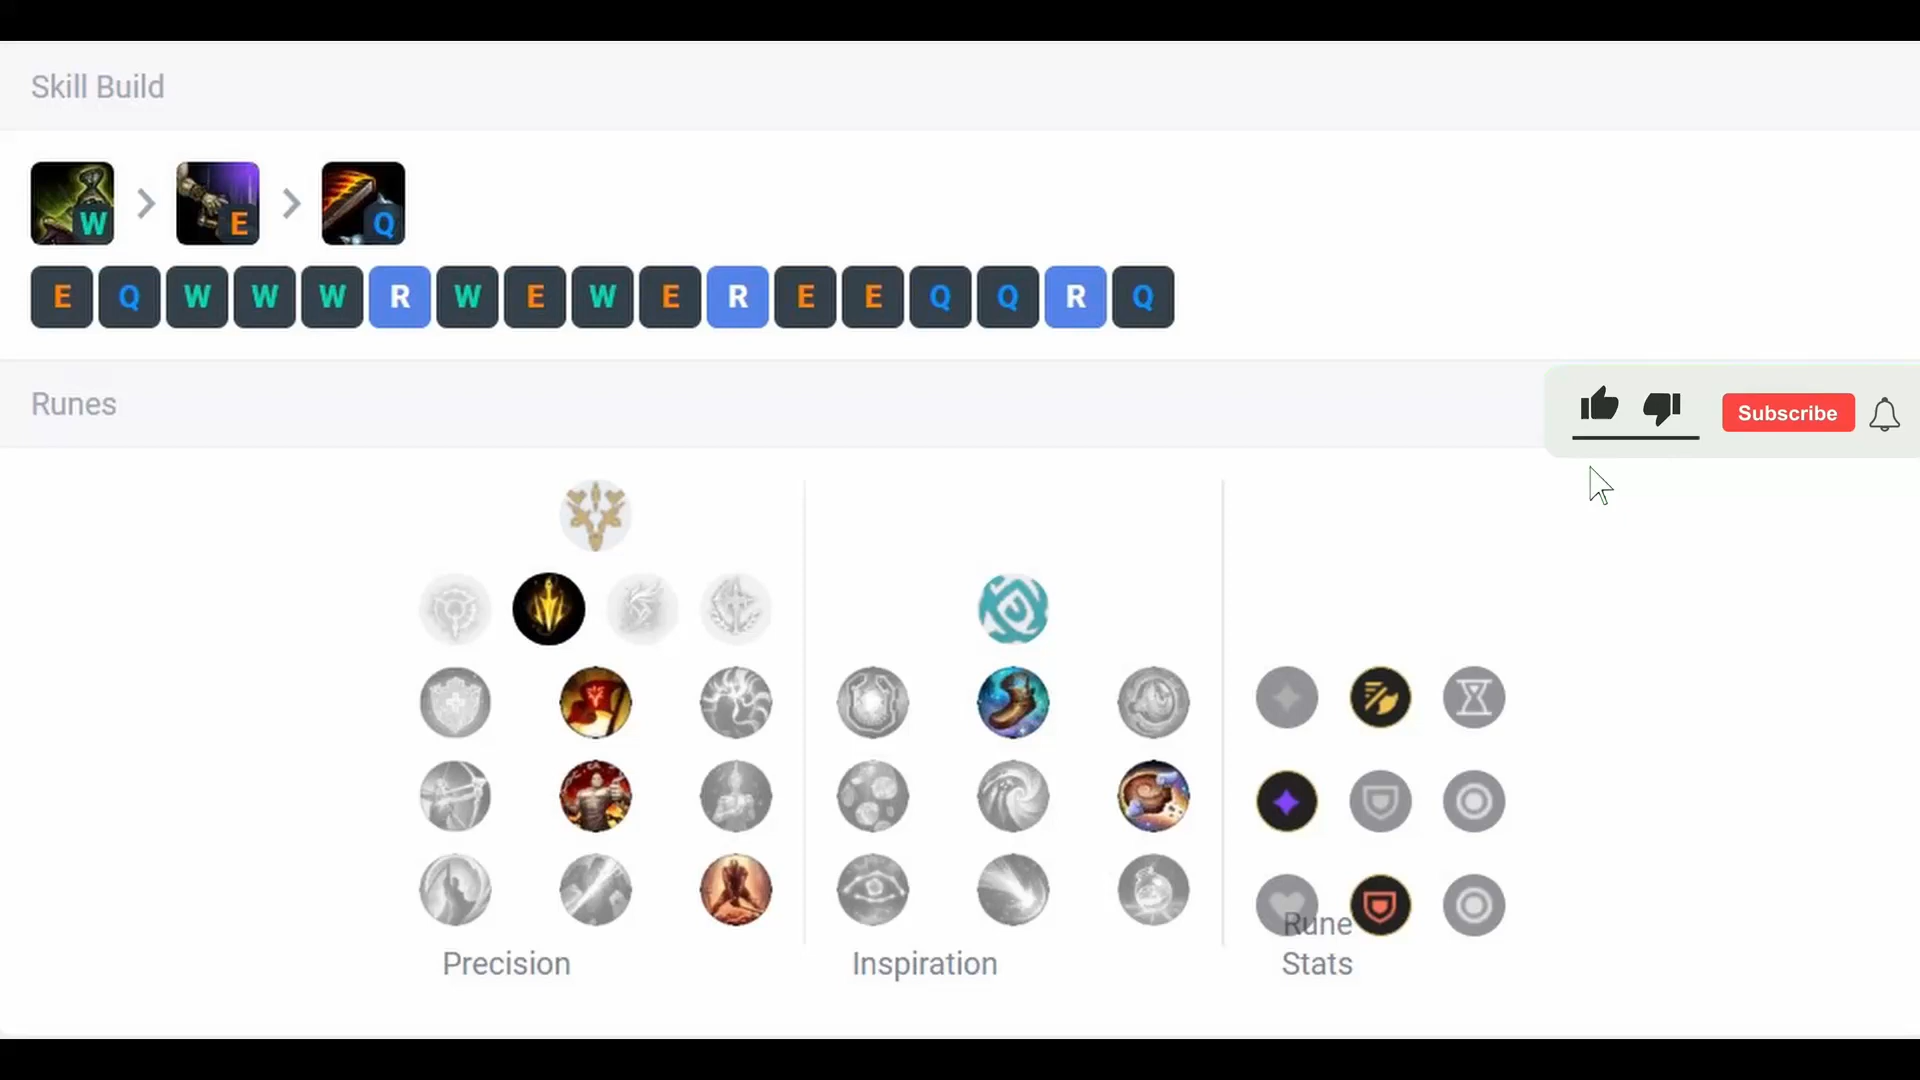 Skill Build
W E Q
E Q W W W R W E W E R E E Q Q R Q
Runes
Subscribe
Rune
Precision Inspiration Stats